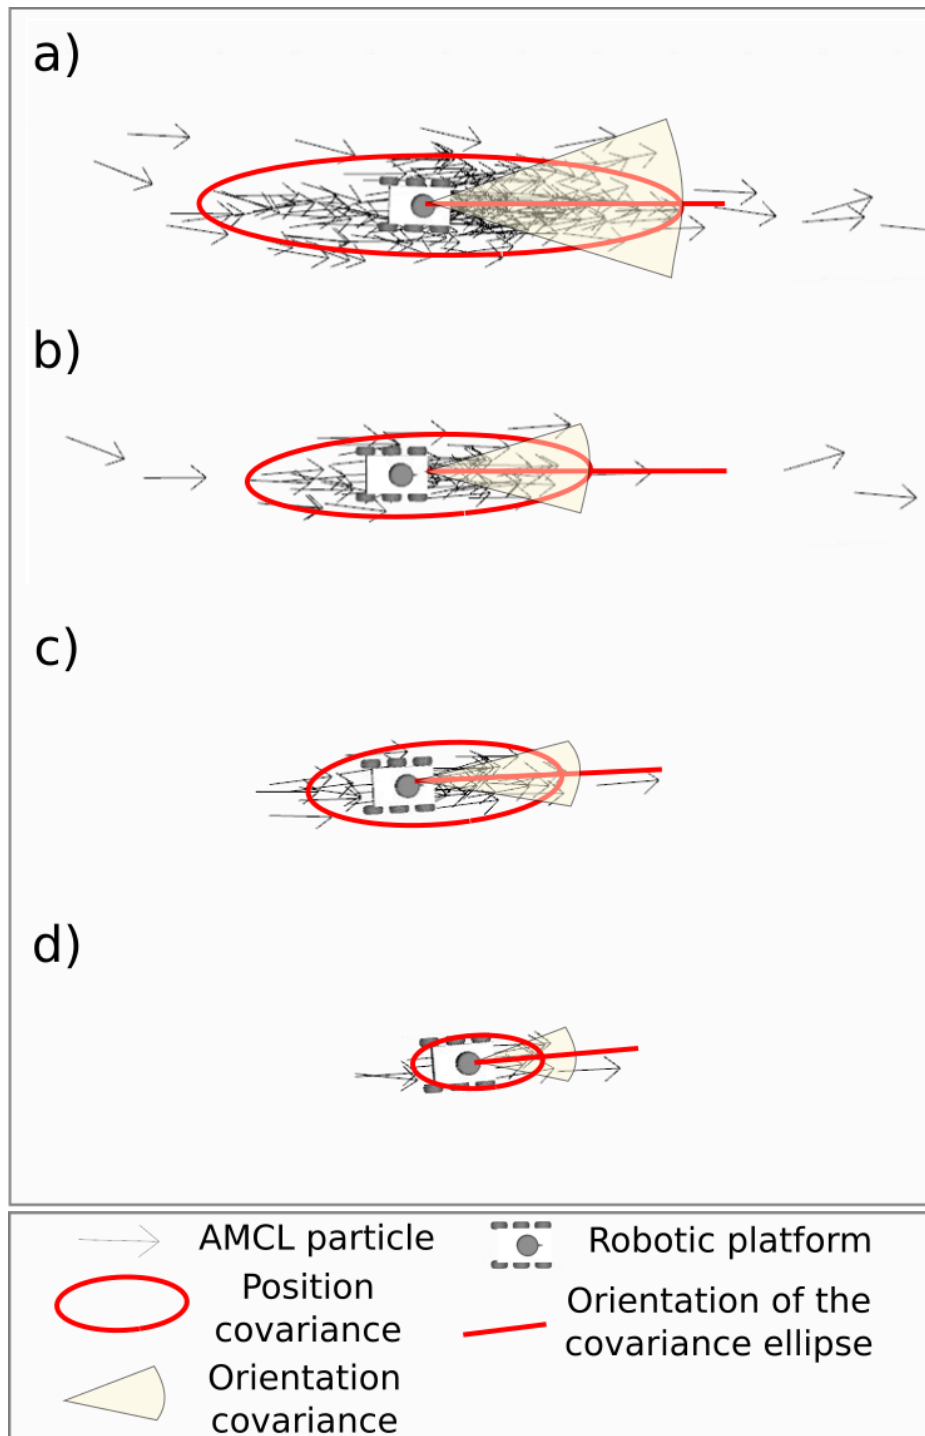 a)
b)
c)
d)
AMCL particle
Robotic platform
Position
covariance
Orientation of the
covariance ellipse
Orientation
covariance